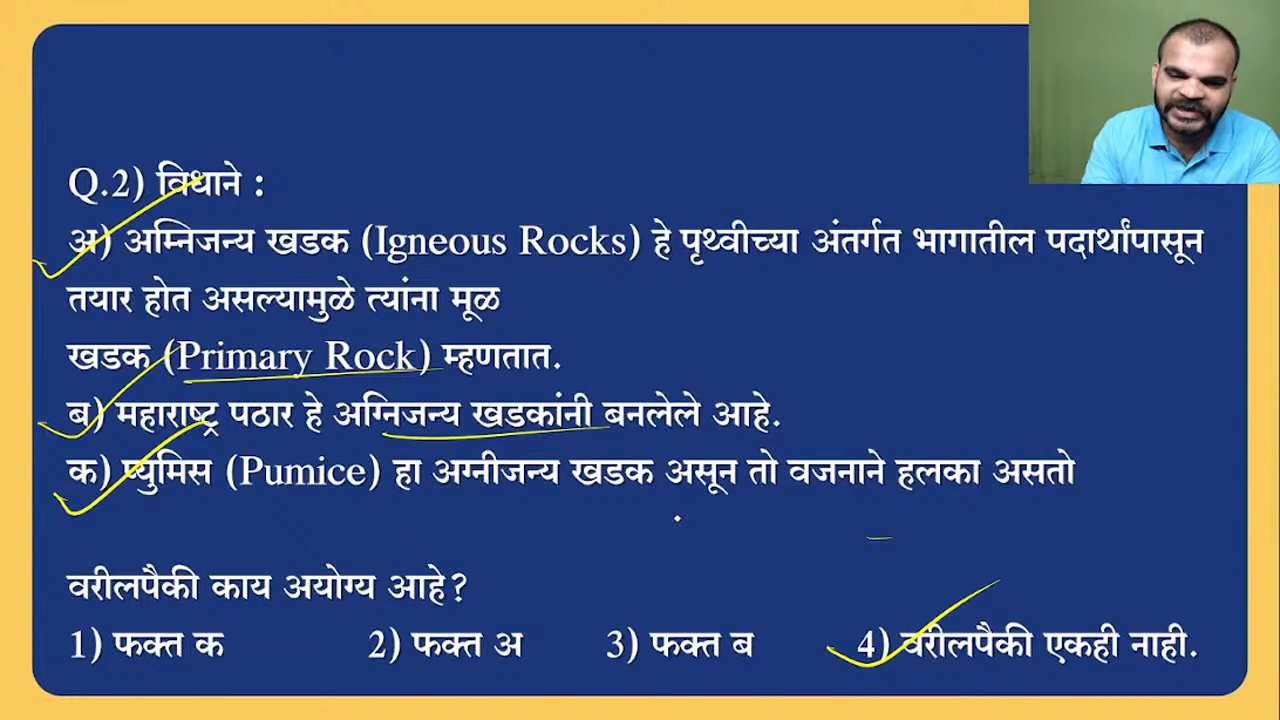 Q.2) विधाने :
अ) अग्निजन्य खडक (Igneous Rocks) हे पृथ्वीच्या अंतर्गत भागातील पदार्थांपासून
तयार होत असल्यामुळे त्यांना मूळ
खडक (Primary Rock) म्हणतात.
ब) महाराष्ट्र पठार हे अग्निजन्य खडकांनी बनलेले आहे.
क) प्युमिस (Pumice) हा अग्नीजन्य खडक असून तो वजनाने हलका असतो
वरीलपैकी काय अयोग्य आहे?
1) फक्त क 2) फक्त अ 3) फक्त ब 4) वरीलपैकी एकही नाही.